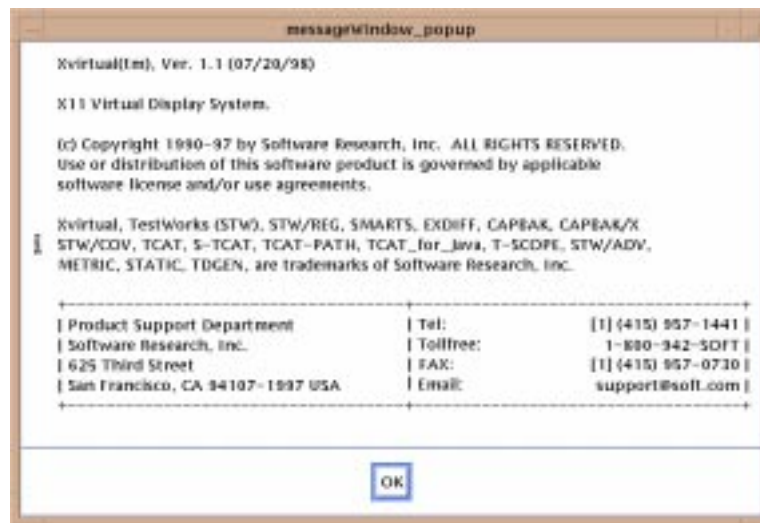 messageWindow_popup
Xvirtual(tm), Ver. 1.1 (07/20/98)
X11 Virtual Display System.
(c) Copyright 1990-97 by Software Research, Inc. ALL RIGHTS RESERVED.
Use or distribution of this software product is governed by applicable
software license and/or use agreements.
Xvirtual, TestWorks (STW), STW/REG, SMARTS, EXDIFF, CAPBAK, CAPBAK/X
STW/COV, TCAT, S-TCAT, TCAT-PATH, TCAT_for_Java, T-SCOPE, STW/ADV,
METRIC, STATIC, TDGEN, are trademarks of Software Research, Inc.
| Product Support Department | Tel: [1] (415) 957-1441 |
| Software Research, Inc. | Tollfree: 1-800-942-SOFT |
| 625 Third Street | FAX: [1] (415) 957-0730 |
| San Francisco, CA 94107-1997 USA | Email: support@soft.com |
OK